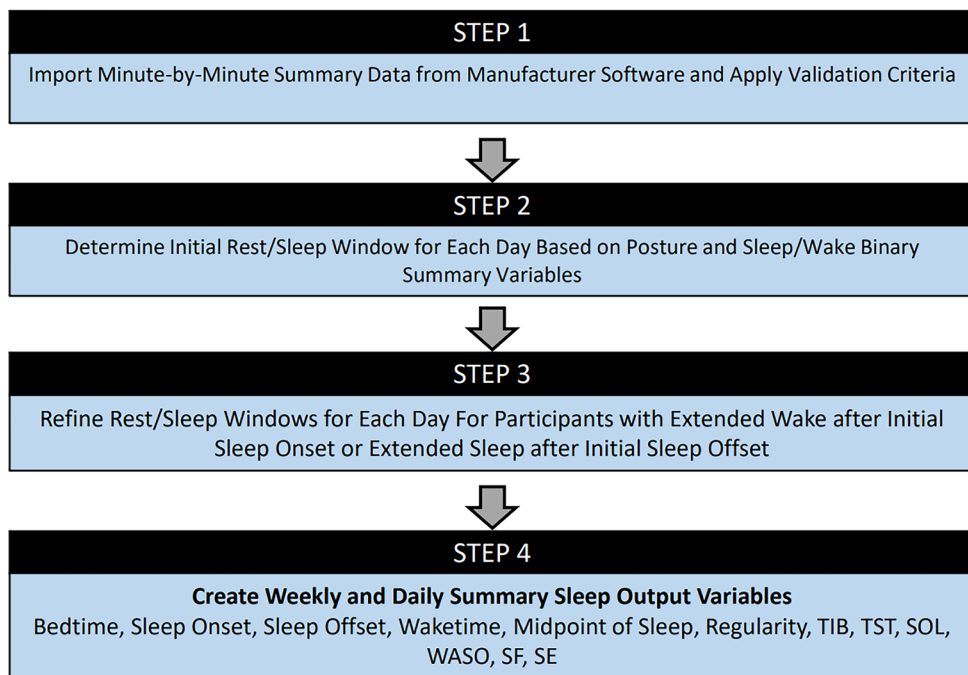 STEP 1
Import Minute-by-Minute Summary Data from Manufacturer Software and Apply Validation Criteria
STEP 2
Determine Initial Rest/Sleep Window for Each Day Based on Posture and Sleep/Wake Binary
Summary Variables
STEP 3
Refine Rest/Sleep Windows for Each Day For Participants with Extended Wake after Initial
Sleep Onset or Extended Sleep after Initial Sleep Offset
STEP 4
Create Weekly and Daily Summary Sleep Output Variables
Bedtime, Sleep Onset, Sleep Offset, Waketime, Midpoint of Sleep, Regularity, TIB, TST, SOL,
WASO, SF, SE